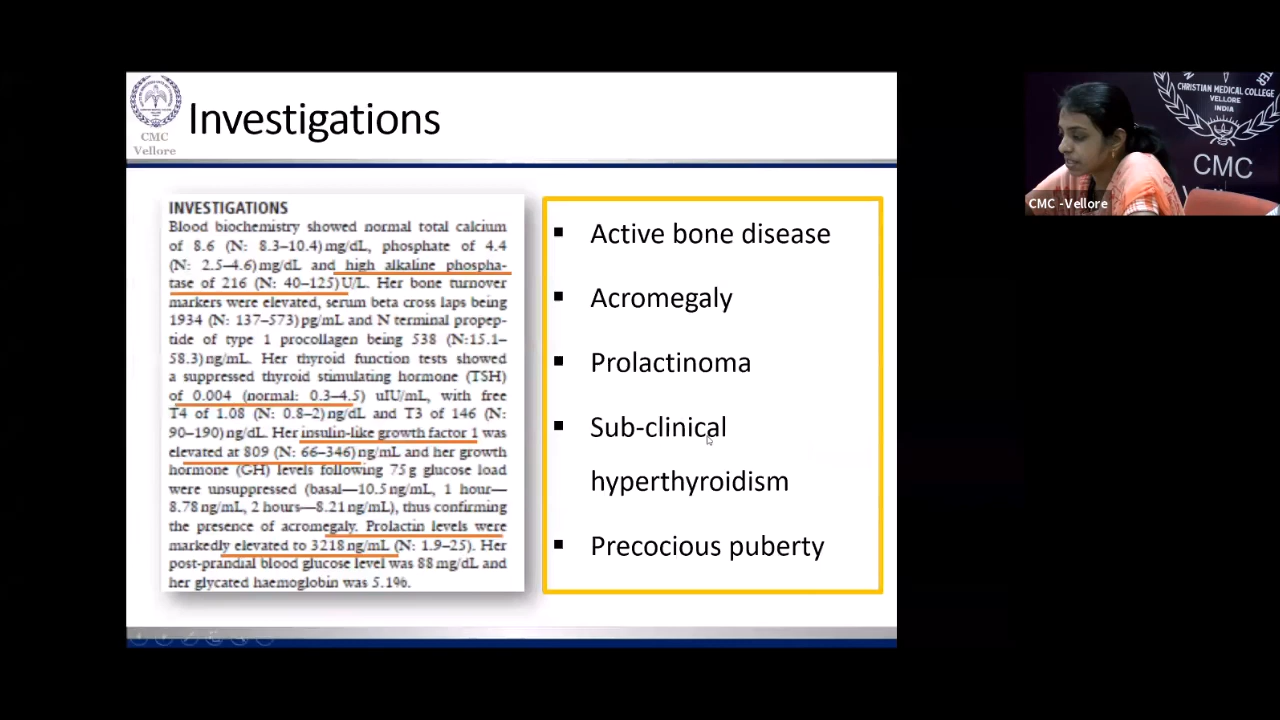 CMC
Vellore
Investigations
INVESTIGATIONS
Blood biochemistry showed normal total calcium
of 8.6 (N: 8.3–10.4) mg/dL, phosphate of 4.4
(N: 2.5–4.6) mg/dL and high alkaline phospha-
tase of 216 (N: 40–125) U/L. Her bone turnover
markers were elevated, serum beta cross laps being
1934 (N: 137–573) pg/mL and N terminal propep-
tide of type 1 procollagen being 538 (N:15.1–
58.3) ng/mL. Her thyroid function tests showed
a suppressed thyroid stimulating hormone (TSH)
of 0.004 (normal: 0.3–4.5) uIU/mL, with free
T4 of 1.08 (N: 0.8–2) ng/dL and T3 of 146 (N:
90–190) ng/dL. Her insulin-like growth factor 1 was
elevated at 809 (N: 66–346) ng/mL and her growth
hormone (GH) levels following 75 g glucose load
were unsuppressed (basal—10.5 ng/mL, 1 hour—
8.78 ng/mL, 2 hours—8.21 ng/mL), thus confirming
the presence of acromegaly. Prolactin levels were
markedly elevated to 3218 ng/mL (N: 1.9–25). Her
post-prandial blood glucose level was 88 mg/dL and
her glycated haemoglobin was 5.1%.
▪ Active bone disease
▪ Acromegaly
▪ Prolactinoma
▪ Sub-clinical
hyperthyroidism
▪ Precocious puberty
CHRISTIAN MEDICAL COLLEGE
VELLORE
INDIA
CMC
CMC -Vellore